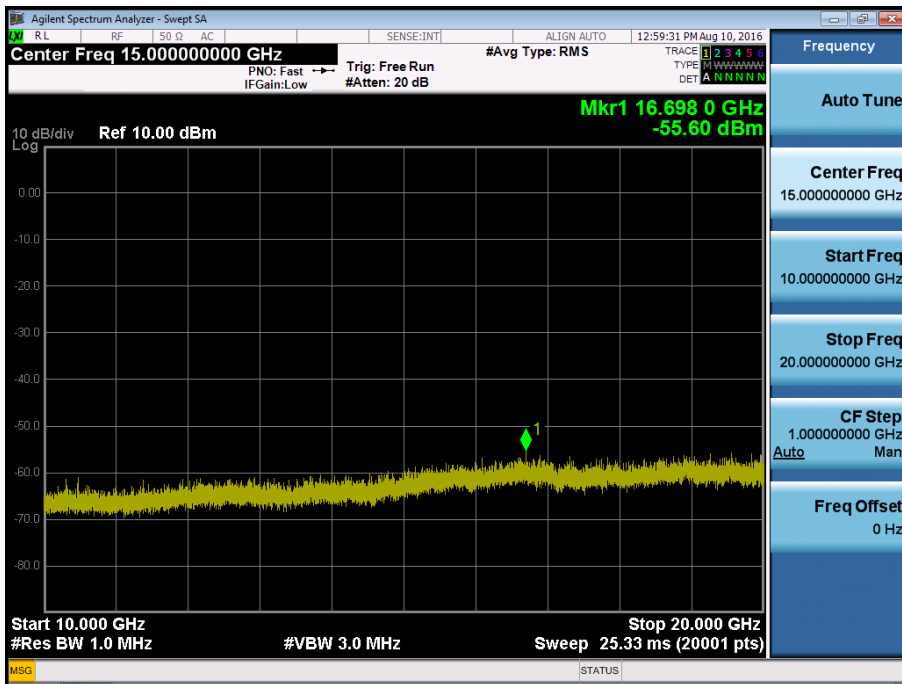 Agilent Spectrum Analyzer - Swept SA
LXI RL RF 50 Ω AC SENSE:INT ALIGN AUTO 12:59:31 PM Aug 10, 2016
Center Freq 15.000000000 GHz
#Avg Type: RMS
TRACE 1 2 3 4 5 6
PNO: Fast
Trig: Free Run
TYPE M WWWWW
IFGain:Low
#Atten: 20 dB
DET A N N N N N
Mkr1 16.698 0 GHz
-55.60 dBm
10 dB/div Ref 10.00 dBm
Log
0.00
-10.0
-20.0
-30.0
-40.0
-50.0
1
-60.0
-70.0
-80.0
Start 10.000 GHz Stop 20.000 GHz
#Res BW 1.0 MHz #VBW 3.0 MHz Sweep 25.33 ms (20001 pts)
MSG STATUS
Frequency
Auto Tune
Center Freq
15.000000000 GHz
Start Freq
10.000000000 GHz
Stop Freq
20.000000000 GHz
CF Step
1.000000000 GHz
Auto Man
Freq Offset
0 Hz